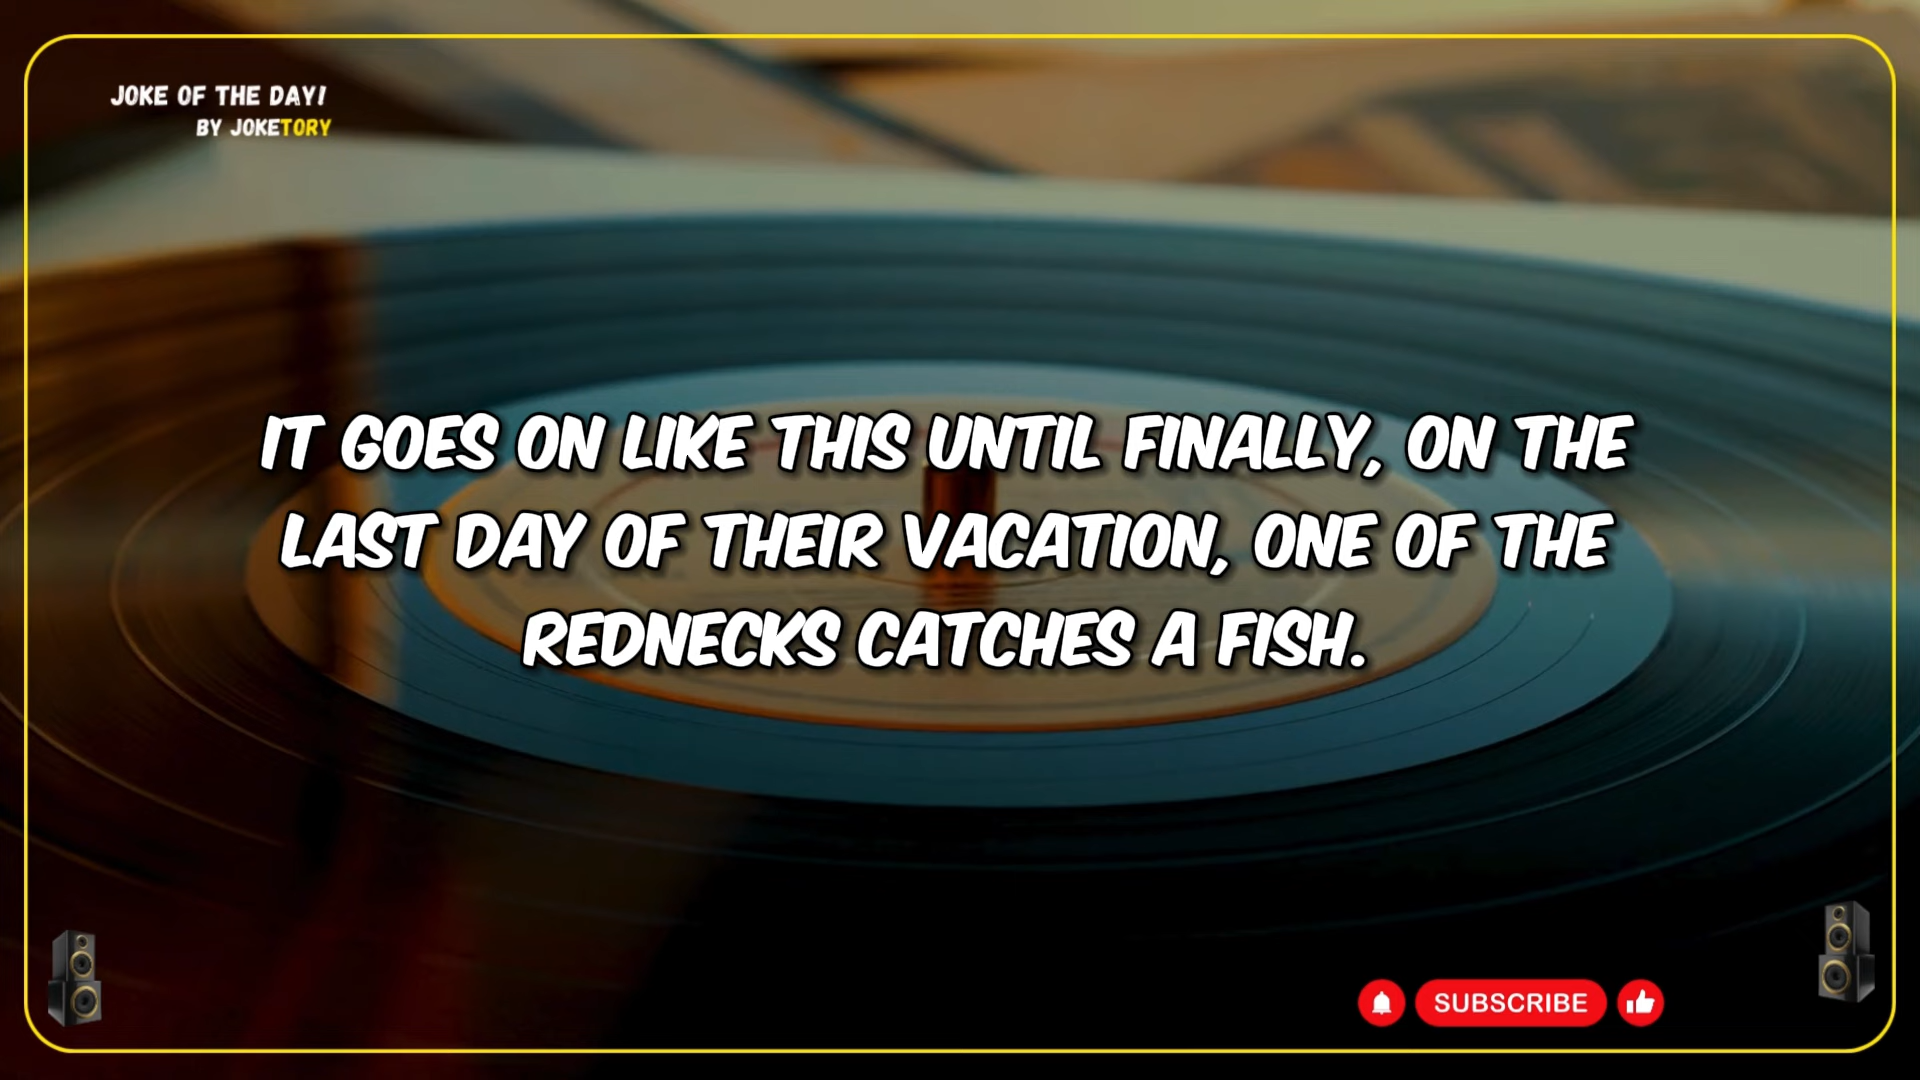 JOKE OF THE DAY!
BY JOKETORY
IT GOES ON LIKE THIS UNTIL FINALLY, ON THE
LAST DAY OF THEIR VACATION, ONE OF THE
REDNECKS CATCHES A FISH.
SUBSCRIBE